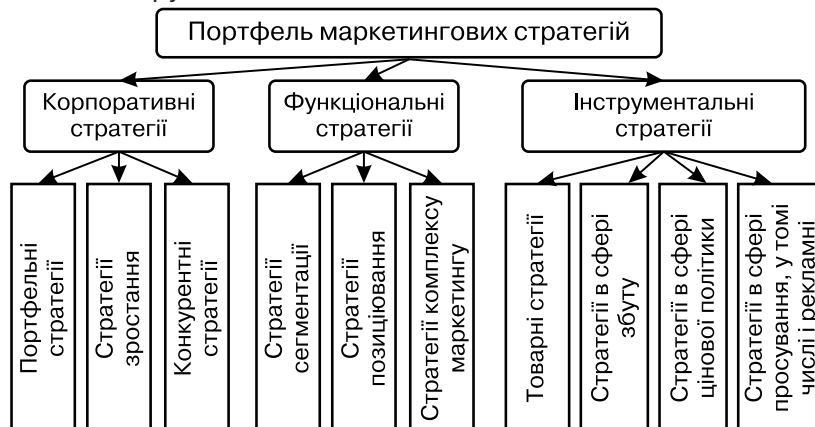 Портфель маркетингових стратегій
Корпоративні
стратегії
Функціональні
стратегії
Інструментальні
стратегії
Портфельні
стратегії
Стратегії
зростання
Конкурентні
стратегії
Стратегії
сегментації
Стратегії
позиціювання
Стратегії комплексу
маркетингу
Товарні стратегії
Стратегії в сфері
збуту
Стратегії в сфері
цінової політики
Стратегії в сфері
просування, у томі
числі і рекламні